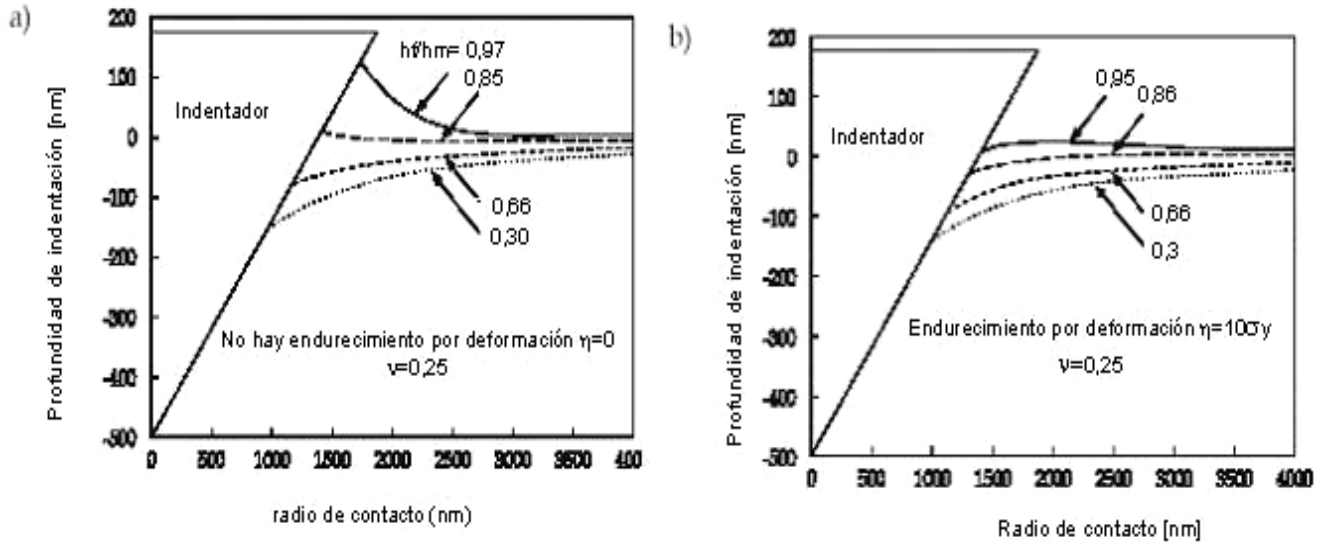 a)
Profundidad de indentación [nm]
200
100
0
-100
-200
-300
-400
-500
Indentador
hf/hm= 0,97
0,85
0,66
0,30
No hay endurecimiento por deformación η=0
ν=0,25
0 500 1000 1500 2000 2500 3000 3500 400
radio de contacto (nm)
b)
Profundidad de indentación [nm]
200
100
0
-100
-200
-300
-400
-500
Indentador
0,95
0,86
0,66
0,3
Endurecimiento por deformación η=10σy
ν=0,25
0 500 1000 1500 2000 2500 3000 3500 4000
Radio de contacto [nm]